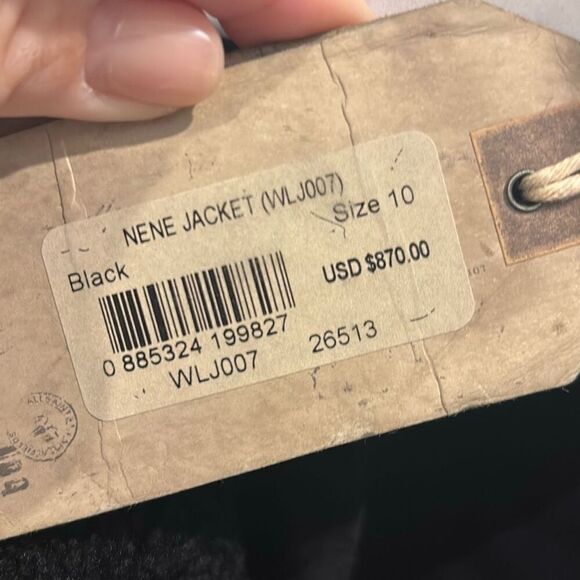 NENE JACKET (WLJ007)
Size 10
Black
USD $870.00
0 885324 199827
WLJ007
26513